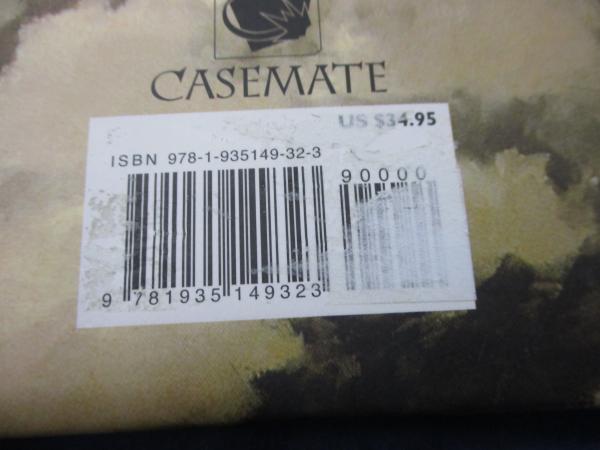 CASEMATE
US $34.95
ISBN 978-1-935149-32-3
90000
9 781935 149323